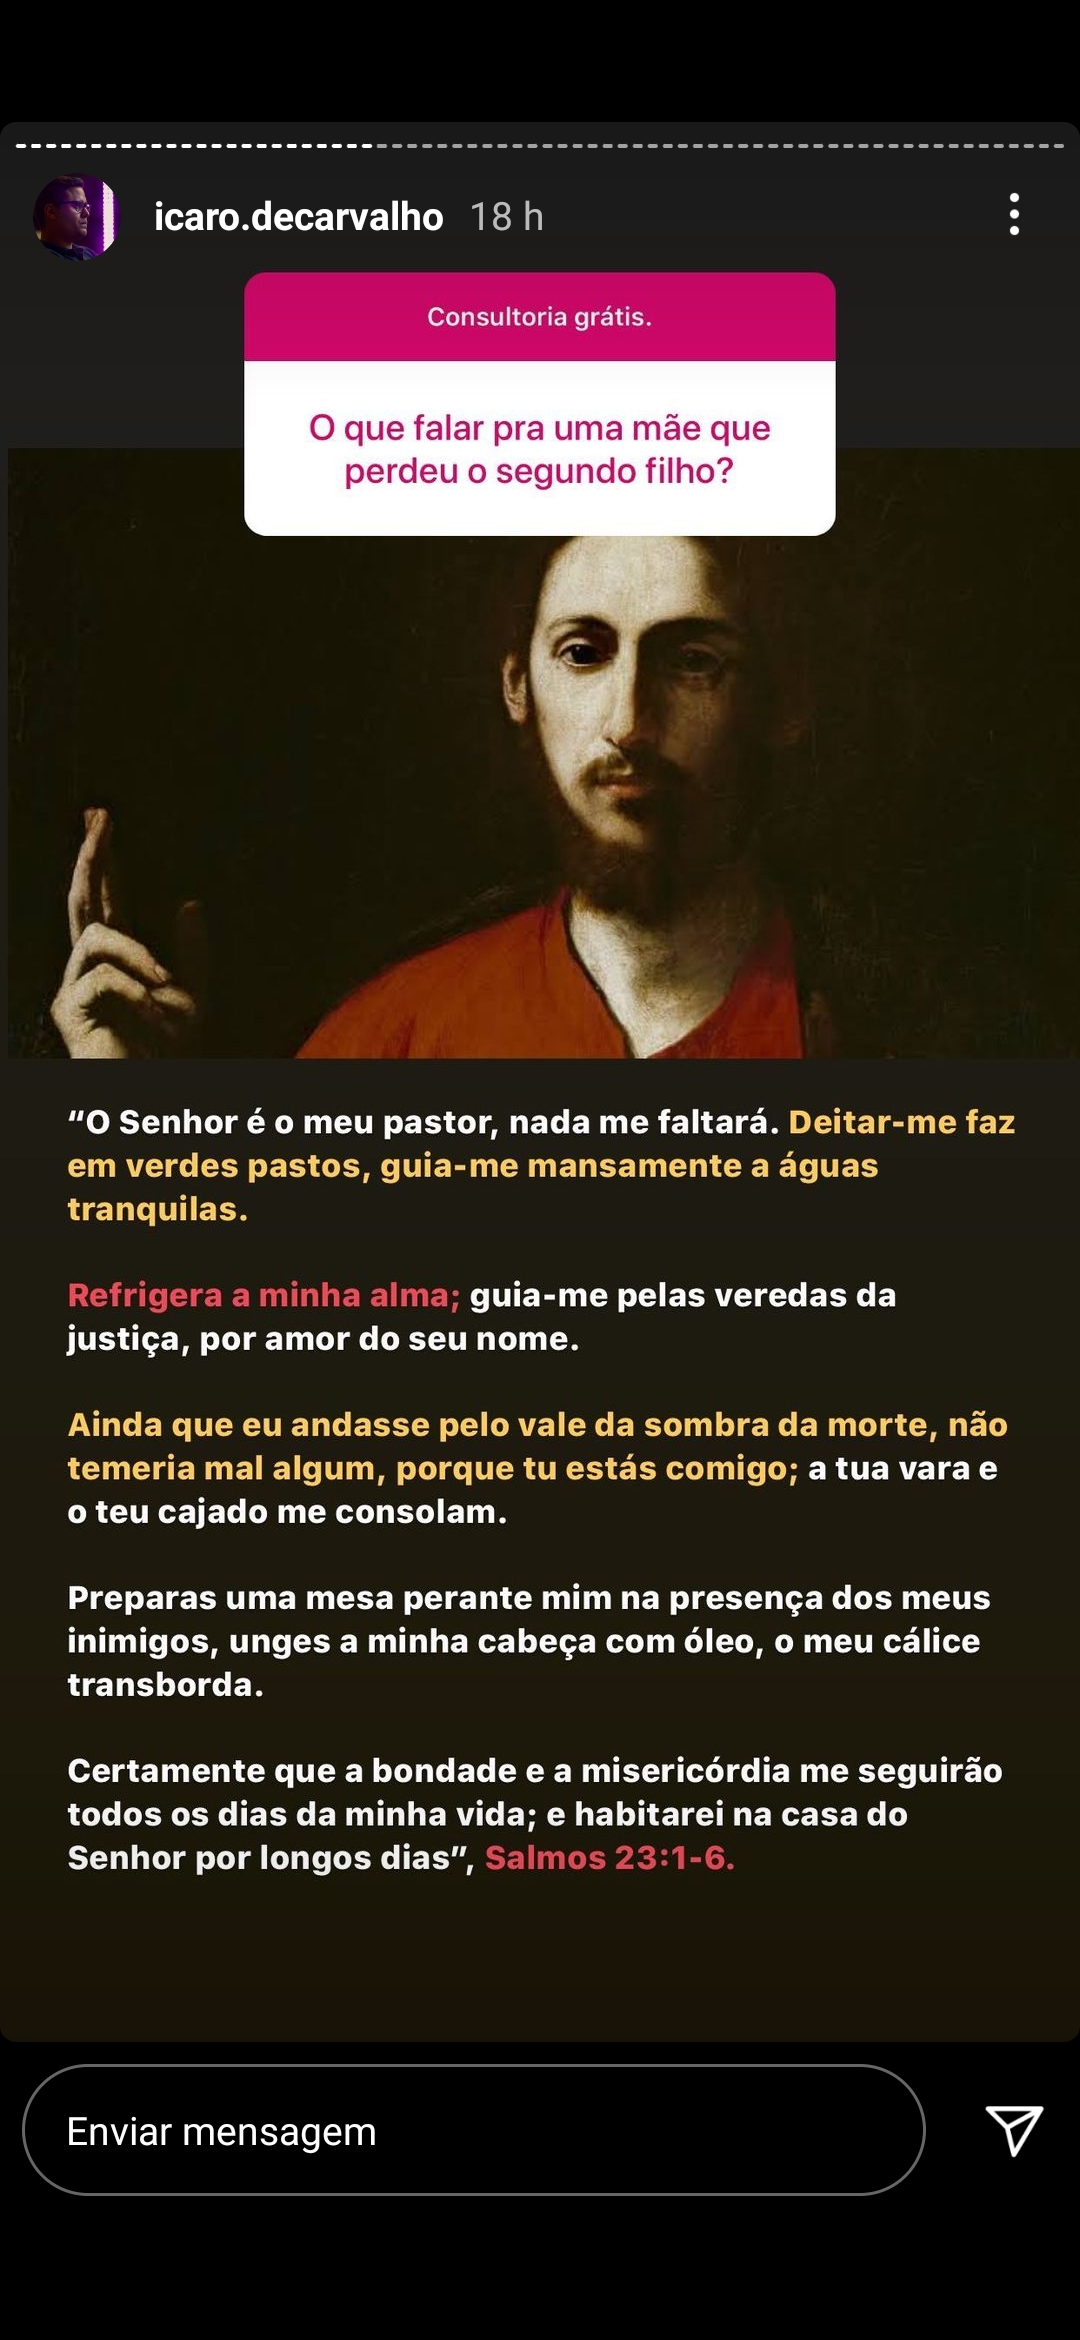 icaro.decarvalho 18 h
Consultoria grátis.
O que falar pra uma mãe que
perdeu o segundo filho?
“O Senhor é o meu pastor, nada me faltará. Deitar-me faz
em verdes pastos, guia-me mansamente a águas
tranquilas.
Refrigera a minha alma; guia-me pelas veredas da
justiça, por amor do seu nome.
Ainda que eu andasse pelo vale da sombra da morte, não
temeria mal algum, porque tu estás comigo; a tua vara e
o teu cajado me consolam.
Preparas uma mesa perante mim na presença dos meus
inimigos, unges a minha cabeça com óleo, o meu cálice
transborda.
Certamente que a bondade e a misericórdia me seguirão
todos os dias da minha vida; e habitarei na casa do
Senhor por longos dias”, Salmos 23:1-6.
Enviar mensagem